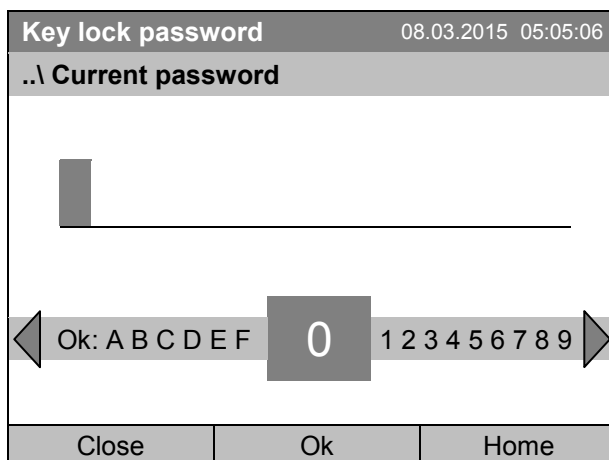 Key lock password 08.03.2015 05:05:06
..\ Current password
Ok: A B C D E F 0 1 2 3 4 5 6 7 8 9
Close Ok Home